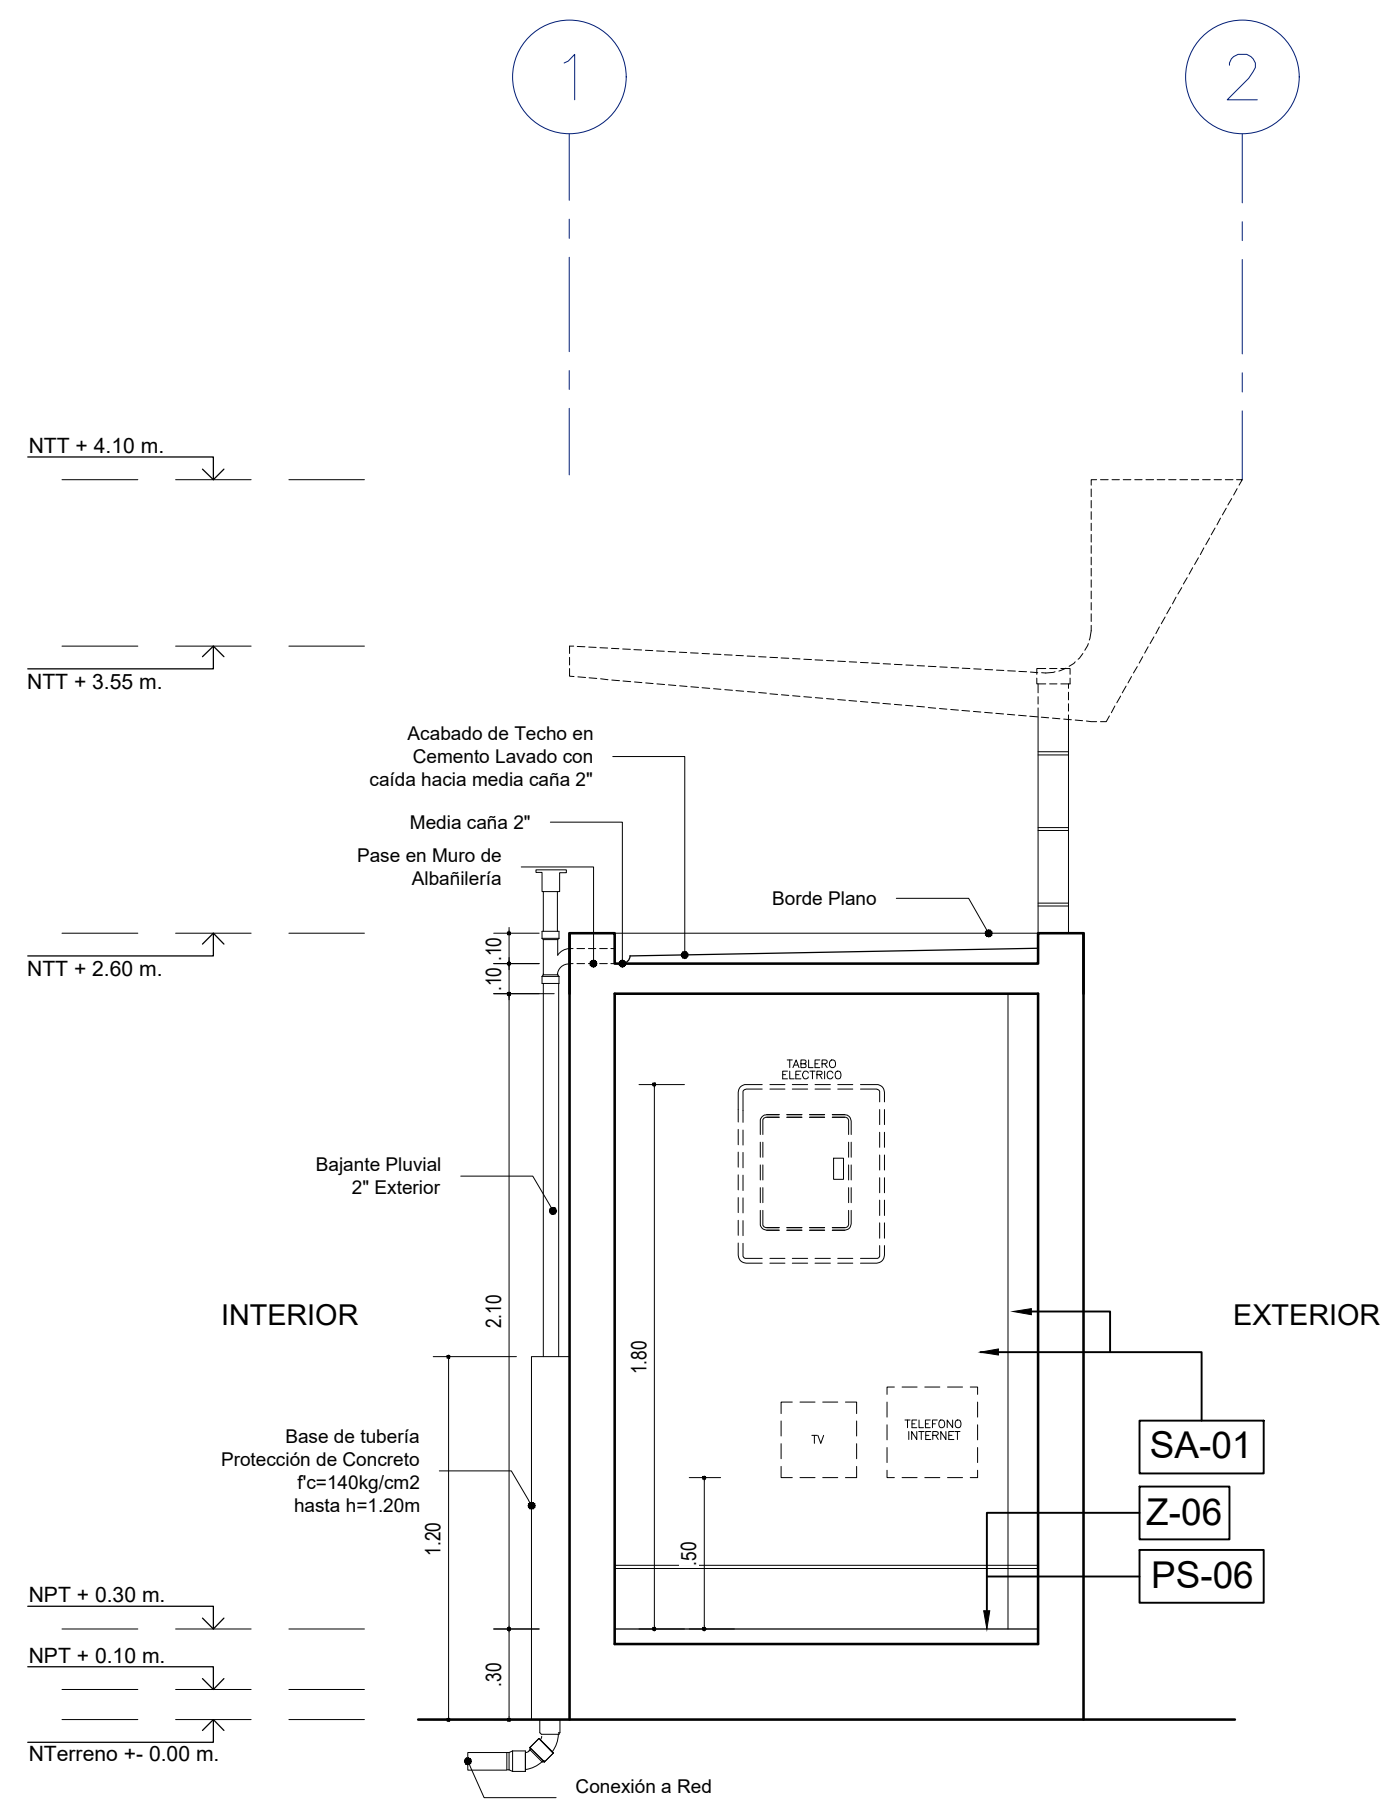 1
2
NTT + 4.10 m.
NTT + 3.55 m.
Acabado de Techo en
Cemento Lavado con
caída hacia media caña 2"
Media caña 2"
Pase en Muro de
Albañilería
Borde Plano
NTT + 2.60 m.
.10
.10
TABLERO
ELECTRICO
Bajante Pluvial
2" Exterior
INTERIOR
2.10
1.80
EXTERIOR
TV
TELEFONO
INTERNET
SA-01
Base de tubería
Protección de Concreto
f'c=140kg/cm2
hasta h=1.20m
1.20
.50
Z-06
PS-06
NPT + 0.30 m.
NPT + 0.10 m.
.30
NTerreno +- 0.00 m.
Conexión a Red